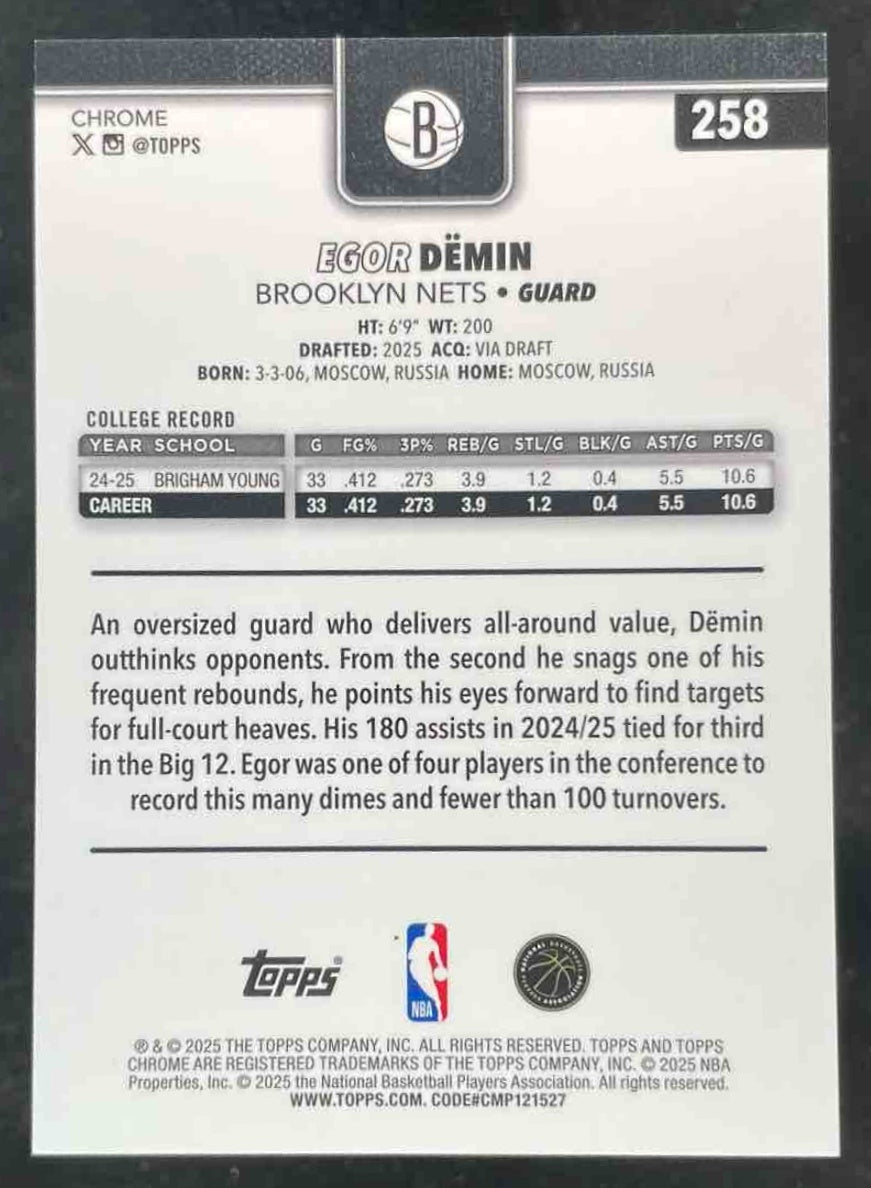 CHROME
258
X @TOPPS
B
EGOR DËMIN
BROOKLYN NETS • GUARD
HT: 6'9" WT: 200
DRAFTED: 2025 ACQ: VIA DRAFT
BORN: 3-3-06, MOSCOW, RUSSIA HOME: MOSCOW, RUSSIA
COLLEGE RECORD
YEAR SCHOOL G FG% 3P% REB/G STL/G BLK/G AST/G PTS/G
24-25 BRIGHAM YOUNG 33 .412 .273 3.9 1.2 0.4 5.5 10.6
CAREER 33 .412 .273 3.9 1.2 0.4 5.5 10.6
An oversized guard who delivers all-around value, Dëmin
outthinks opponents. From the second he snags one of his
frequent rebounds, he points his eyes forward to find targets
for full-court heaves. His 180 assists in 2024/25 tied for third
in the Big 12. Egor was one of four players in the conference to
record this many dimes and fewer than 100 turnovers.
topps®
NBA
® & © 2025 THE TOPPS COMPANY, INC. ALL RIGHTS RESERVED. TOPPS AND TOPPS
CHROME ARE REGISTERED TRADEMARKS OF THE TOPPS COMPANY, INC. © 2025 NBA
Properties, Inc. © 2025 the National Basketball Players Association. All rights reserved.
WWW.TOPPS.COM. CODE#CMP121527